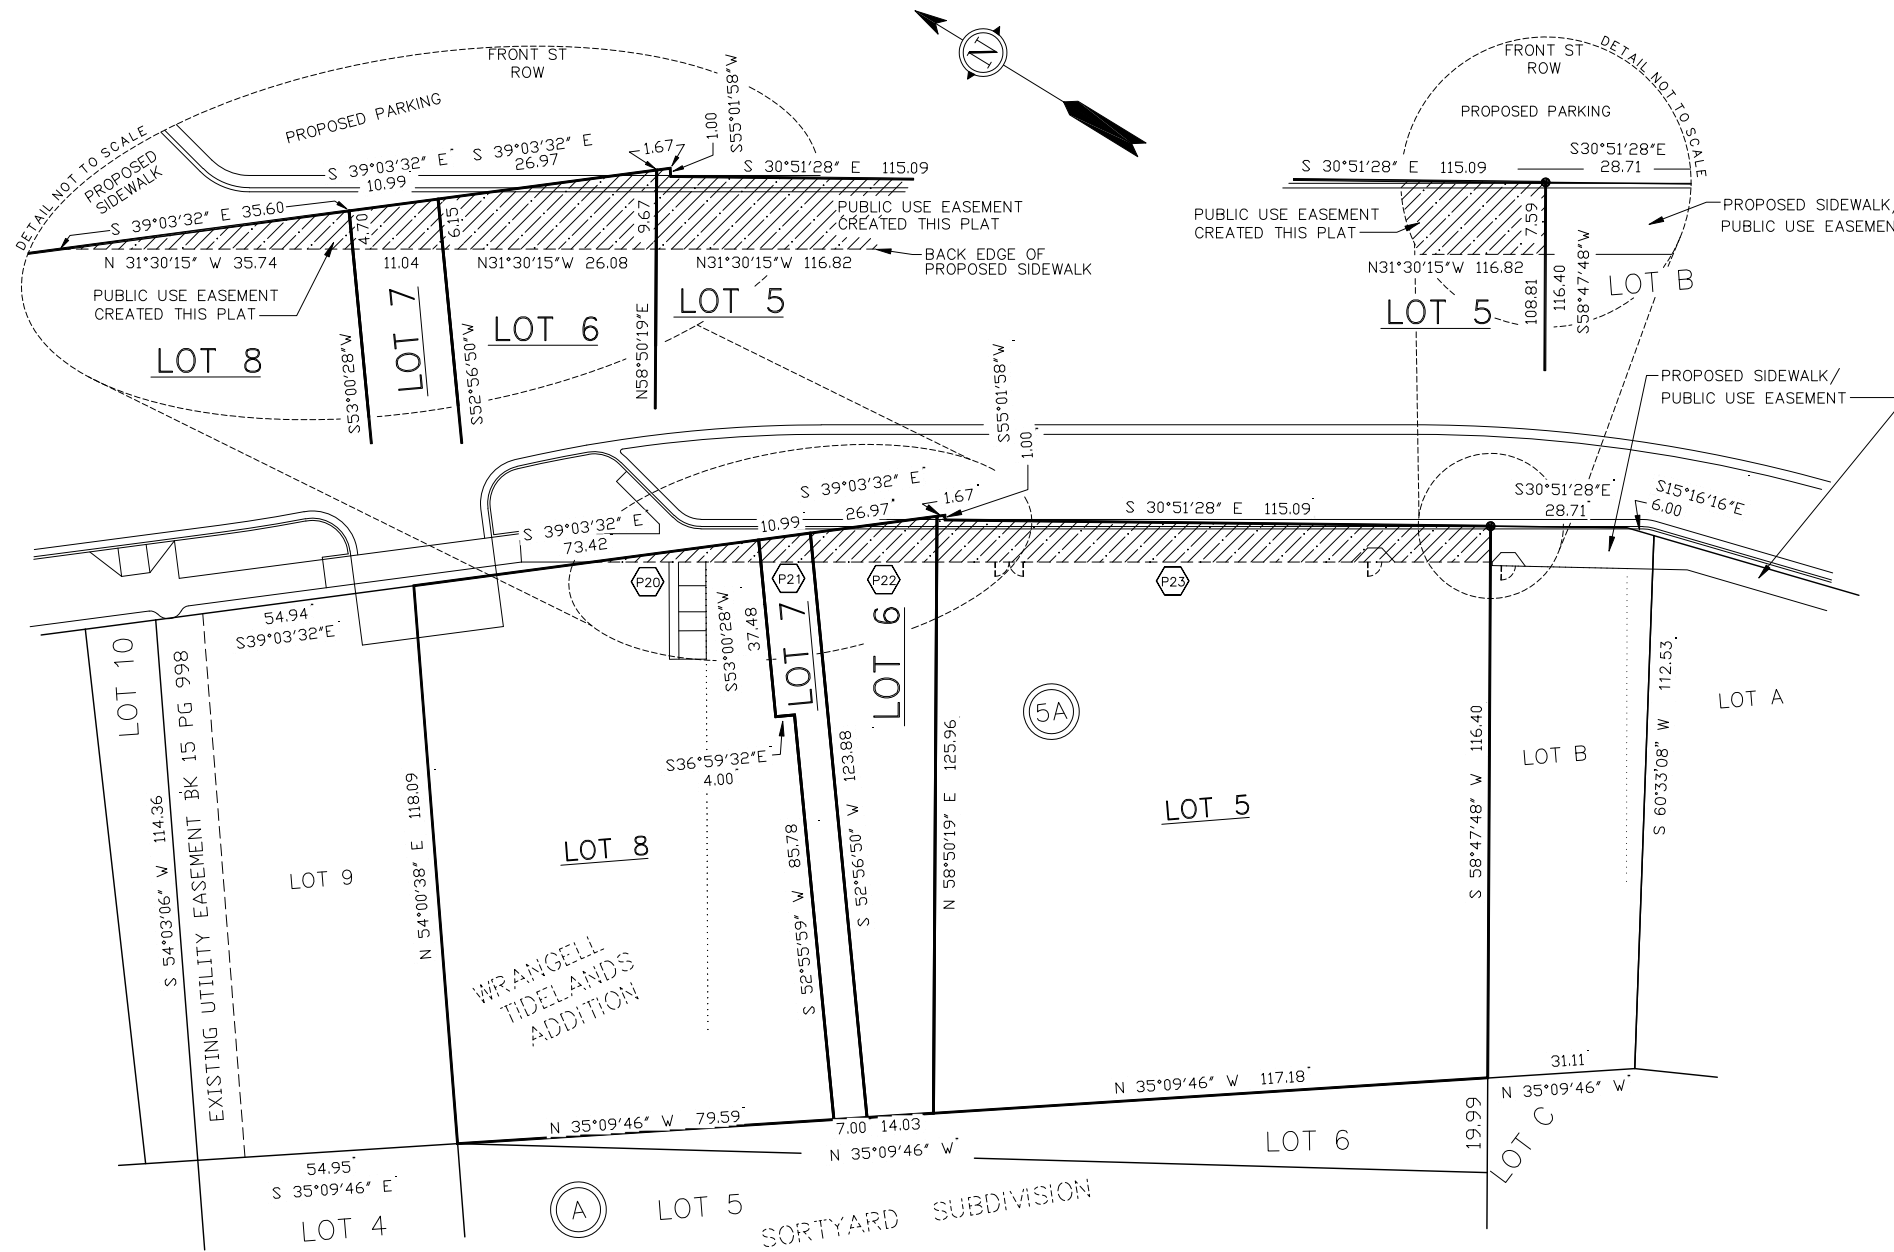 FRONT ST
ROW
PROPOSED PARKING
DETAIL NOT TO SCALE
PROPOSED
SIDEWALK
S 39°03'32" E
10.99
S 39°03'32" E
26.97
1.67
1.00
S55°01'58"W
S 30°51'28" E 115.09
S 39°03'32" E 35.60
4.70
6.15
9.67
PUBLIC USE EASEMENT
CREATED THIS PLAT
BACK EDGE OF
PROPOSED SIDEWALK
N 31°30'15" W 35.74
11.04
N31°30'15"W 26.08
N31°30'15"W 116.82
PUBLIC USE EASEMENT
CREATED THIS PLAT
LOT 8
LOT 7
LOT 6
LOT 5
S53°00'28"W
S52°56'50"W
N58°50'19"E
N
FRONT ST
ROW
DETAIL NOT TO SCALE
PROPOSED PARKING
S30°51'28"E
28.71
S 30°51'28" E 115.09
PUBLIC USE EASEMENT
CREATED THIS PLAT
7.59
PROPOSED SIDEWALK/
PUBLIC USE EASEMEN
N31°30'15"W 116.82
LOT 5
108.81
116.40
S58°47'48"W
LOT B
PROPOSED SIDEWALK/
PUBLIC USE EASEMENT
S55°01'58"W
1.00
S 39°03'32" E
26.97
1.67
S 39°03'32" E
73.42
10.99
S 30°51'28" E 115.09
S30°51'28"E
28.71
S15°16'16"E
6.00
P20
P21
P22
P23
54.94
S39°03'32"E
LOT 10
S 54°03'06" W 114.36
EXISTING UTILITY EASEMENT BK 15 PG 998
LOT 9
N 54°00'38" E 118.09
LOT 8
S53°00'28"W
37.48
LOT 7
LOT 6
S36°59'32"E
4.00
S 52°55'59" W 85.78
S 52°56'50" W 123.88
N 58°50'19" E 125.96
5A
LOT 5
S 58°47'48" W 116.40
LOT B
S 60°33'08" W 112.53
LOT A
WRANGELL
TIDELANDS
ADDITION
N 35°09'46" W 79.59
7.00 14.03
N 35°09'46" W
N 35°09'46" W 117.18
31.11
N 35°09'46" W
19.99
LOT C
LOT 6
54.95
S 35°09'46" E
LOT 4
A
LOT 5
SORTYARD SUBDIVISION